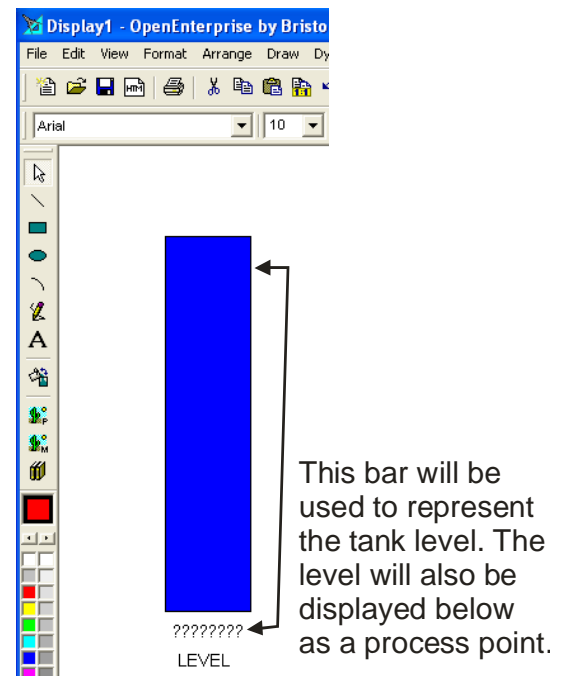 Display1 - OpenEnterprise by Bristo
File Edit View Format Arrange Draw Dy
HTM
Arial 10
A
P
M
This bar will be
used to represent
the tank level. The
level will also be
displayed below
as a process point.
????????
LEVEL